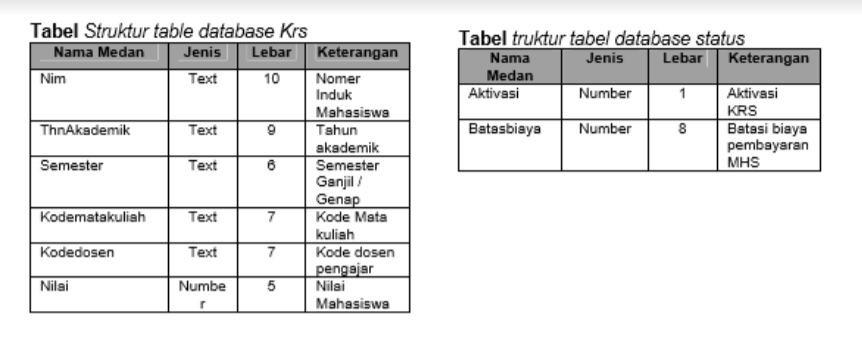 Tabel Struktur table database Krs
Nama Medan Jenis Lebar Keterangan
Nim Text 10 Nomer
Induk
Mahasiswa
ThnAkademik Text 9 Tahun
akademik
Semester Text 6 Semester
Ganjil /
Genap
Kodematakuliah Text 7 Kode Mata
kuliah
Kodedosen Text 7 Kode dosen
pengajar
Nilai Numbe 5 Nilai
r Mahasiswa
Tabel truktur tabel database status
Nama Jenis Lebar Keterangan
Medan
Aktivasi Number 1 Aktivasi
KRS
Batasbiaya Number 8 Batasi biaya
pembayaran
MHS